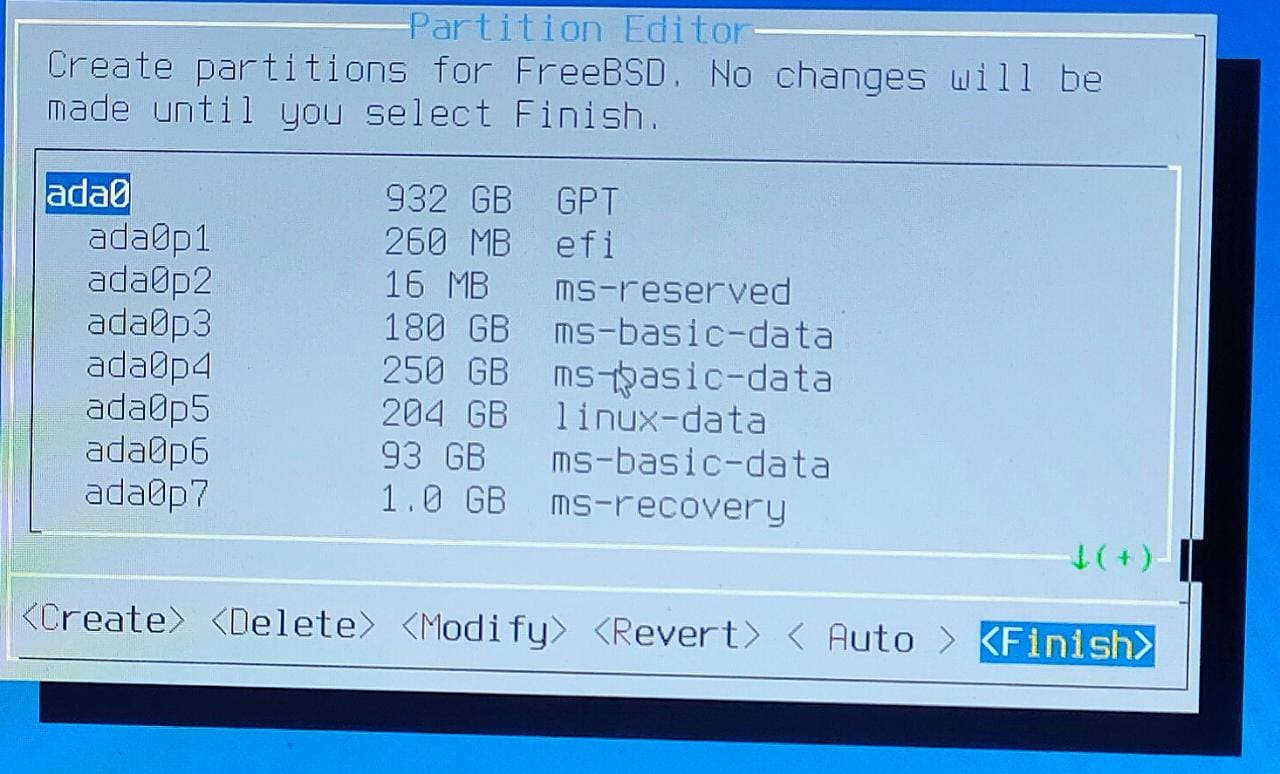 Partition Editor
Create partitions for FreeBSD. No changes will be
made until you select Finish.
ada0 932 GB GPT
ada0p1 260 MB efi
ada0p2 16 MB ms-reserved
ada0p3 180 GB ms-basic-data
ada0p4 250 GB ms-basic-data
ada0p5 204 GB linux-data
ada0p6 93 GB ms-basic-data
ada0p7 1.0 GB ms-recovery
↓(+)
<Create> <Delete> <Modify> <Revert> < Auto > <Finish>